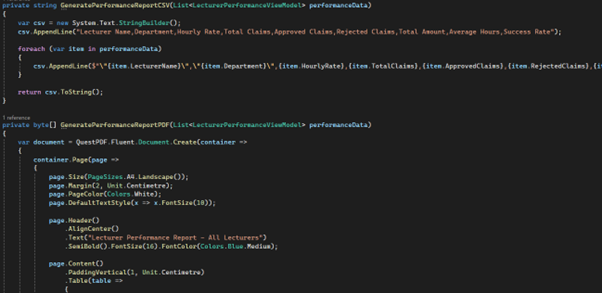 private string GeneratePerformanceReportCSV(List<LecturerPerformanceViewModel> performanceData)
{
var csv = new System.Text.StringBuilder();
csv.AppendLine("Lecturer Name,Department,Hourly Rate,Total Claims,Approved Claims,Rejected Claims,Total Amount,Average Hours,Success Rate");
foreach (var item in performanceData)
{
csv.AppendLine($"\"{item.LecturerName}\",\"{item.Department}\",{item.HourlyRate},{item.TotalClaims},{item.ApprovedClaims},{item.RejectedClaims},{it
}
return csv.ToString();
}
1 reference
private byte[] GeneratePerformanceReportPDF(List<LecturerPerformanceViewModel> performanceData)
{
var document = QuestPDF.Fluent.Document.Create(container =>
{
container.Page(page =>
{
page.Size(PageSizes.A4.Landscape());
page.Margin(2, Unit.Centimetre);
page.PageColor(Colors.White);
page.DefaultTextStyle(x => x.FontSize(10));
page.Header()
.AlignCenter()
.Text("Lecturer Performance Report - All Lecturers")
.SemiBold().FontSize(16).FontColor(Colors.Blue.Medium);
page.Content()
.PaddingVertical(1, Unit.Centimetre)
.Table(table =>
{